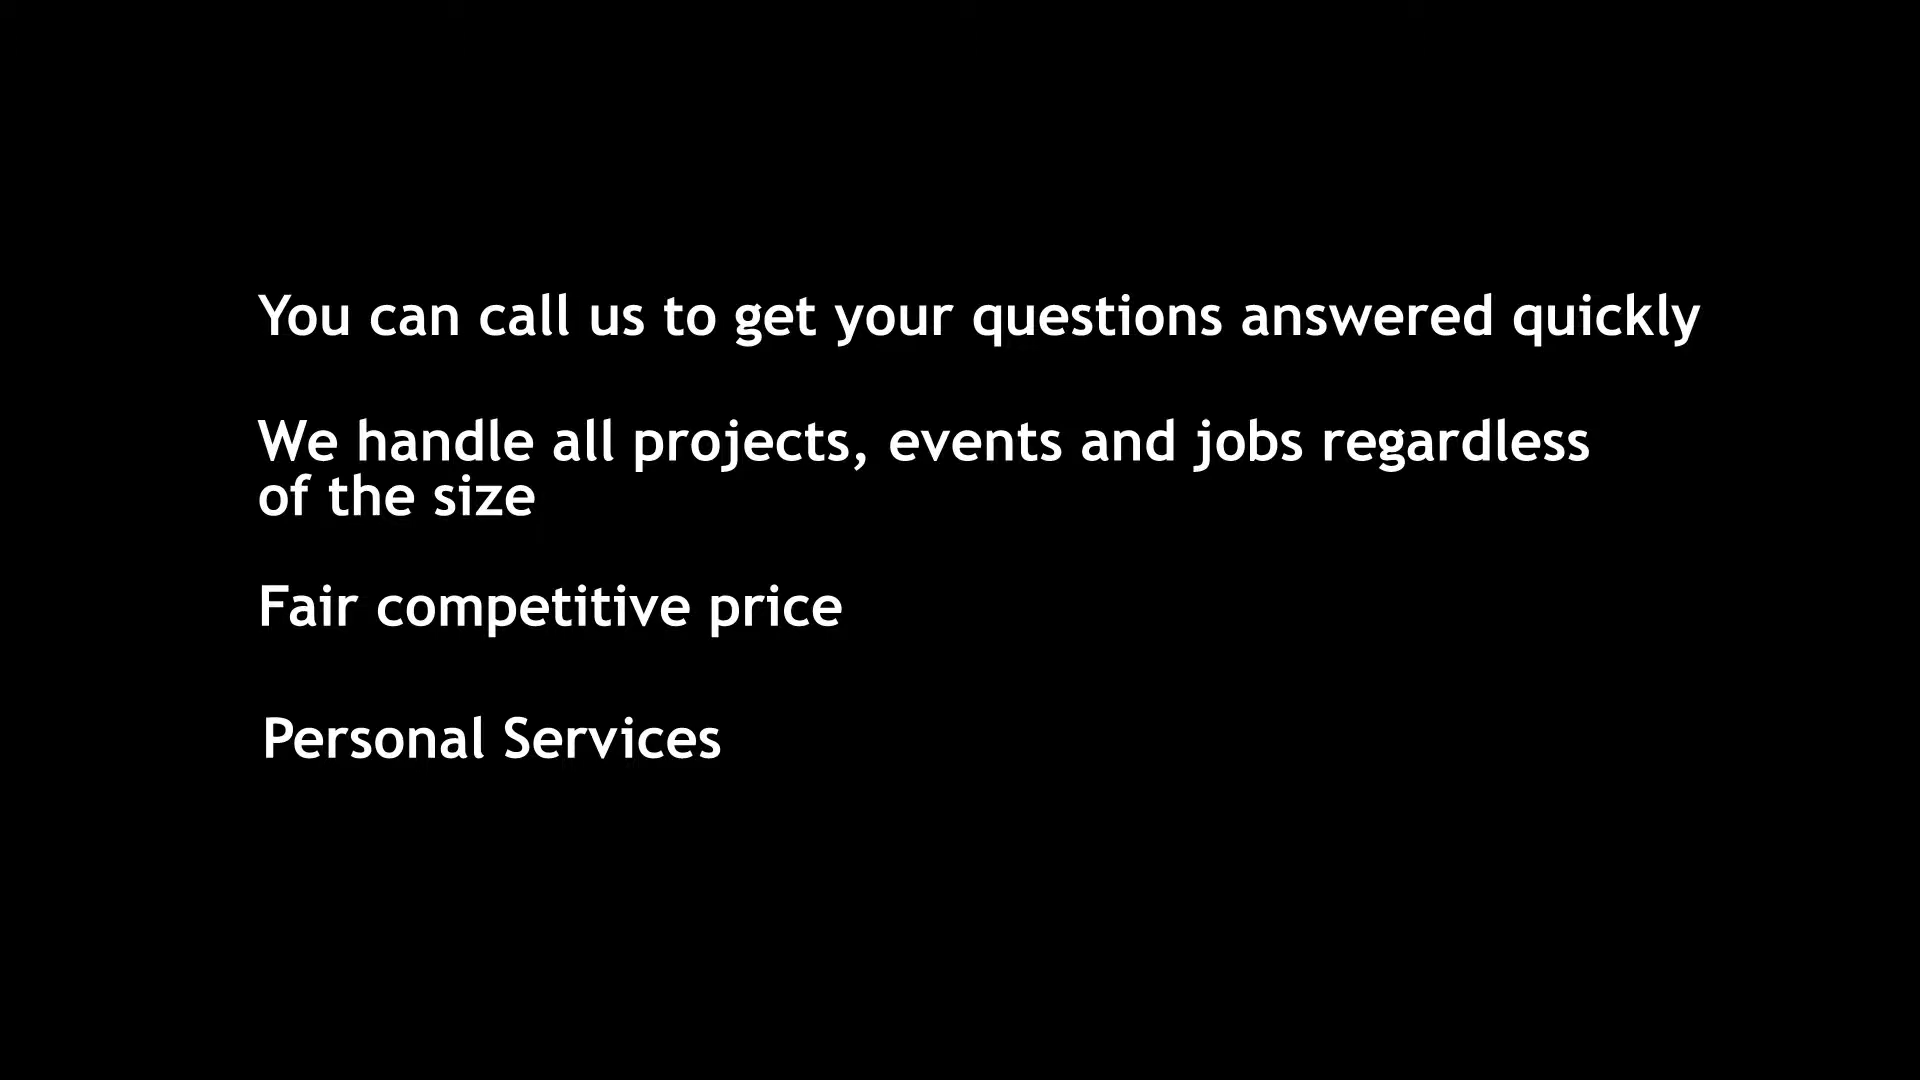 You can call us to get your questions answered quickly
We handle all projects, events and jobs regardless
of the size
Fair competitive price
Personal Services